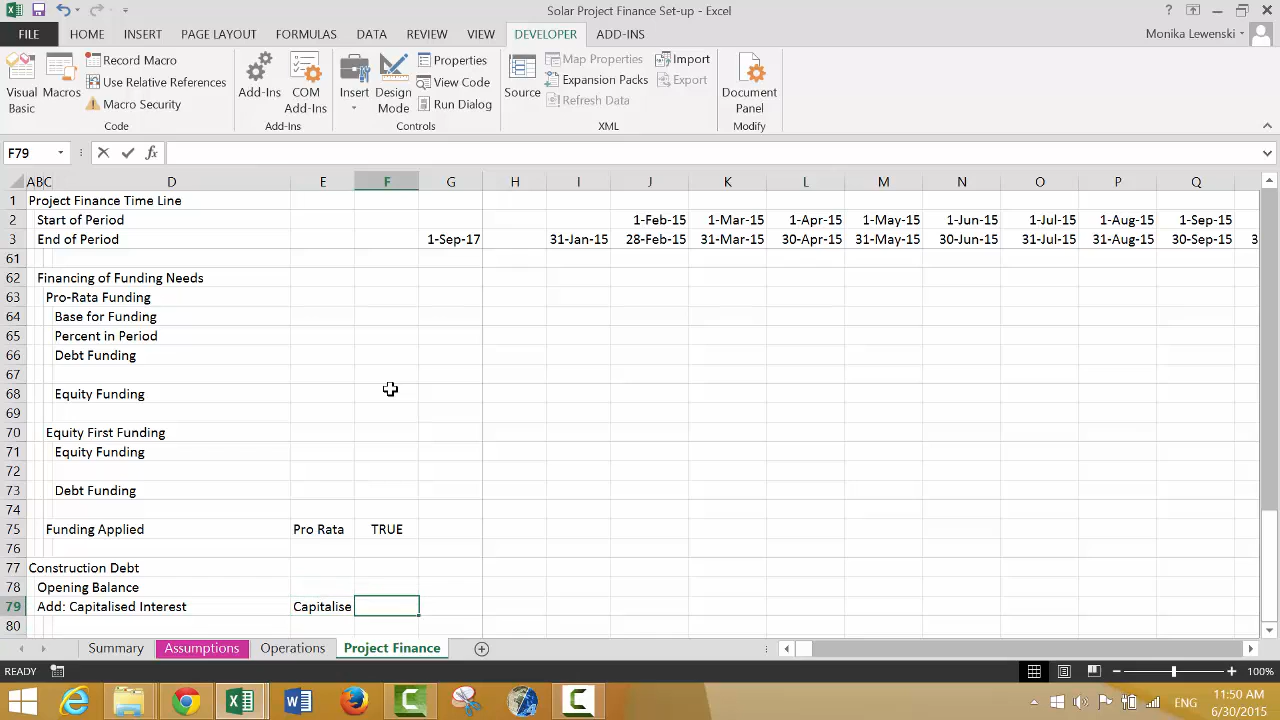 Solar Project Finance Set-up - Excel
FILE HOME INSERT PAGE LAYOUT FORMULAS DATA REVIEW VIEW DEVELOPER ADD-INS Monika Lewenski
Visual Basic
Macros
Record Macro
Use Relative References
Macro Security
Code
Add-Ins
COM Add-Ins
Add-Ins
Insert
Design Mode
Properties
View Code
Run Dialog
Controls
Source
Map Properties
Expansion Packs
Refresh Data
Import
Export
XML
Document Panel
Modify
F79 fx
A B C D E F G H I J K L M N O P Q
1 Project Finance Time Line
2 Start of Period 1-Feb-15 1-Mar-15 1-Apr-15 1-May-15 1-Jun-15 1-Jul-15 1-Aug-15 1-Sep-15
3 End of Period 1-Sep-17 31-Jan-15 28-Feb-15 31-Mar-15 30-Apr-15 31-May-15 30-Jun-15 31-Jul-15 31-Aug-15 30-Sep-15 3
61
62 Financing of Funding Needs
63 Pro-Rata Funding
64 Base for Funding
65 Percent in Period
66 Debt Funding
67
68 Equity Funding
69
70 Equity First Funding
71 Equity Funding
72
73 Debt Funding
74
75 Funding Applied Pro Rata TRUE
76
77 Construction Debt
78 Opening Balance
79 Add: Capitalised Interest Capitalise
80
Summary Assumptions Operations Project Finance
READY 100%
ENG
11:50 AM
6/30/2015